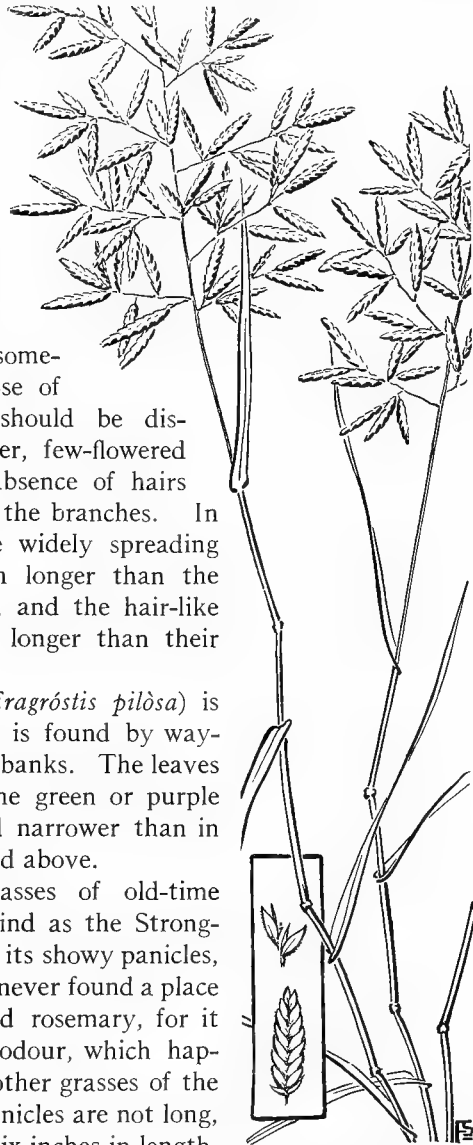 some-
se of
should be dis-
er, few-flowered
bsence of hairs
the branches. In
e widely spreading
n longer than the
, and the hair-like
longer than their
ragróstis pilòsa) is
is found by way-
banks. The leaves
ne green or purple
l narrower than in
d above.
asses of old-time
ind as the Strong-
its showy panicles,
never found a place
d rosemary, for it
odour, which hap-
other grasses of the
nicles are not long,
ix inches in length